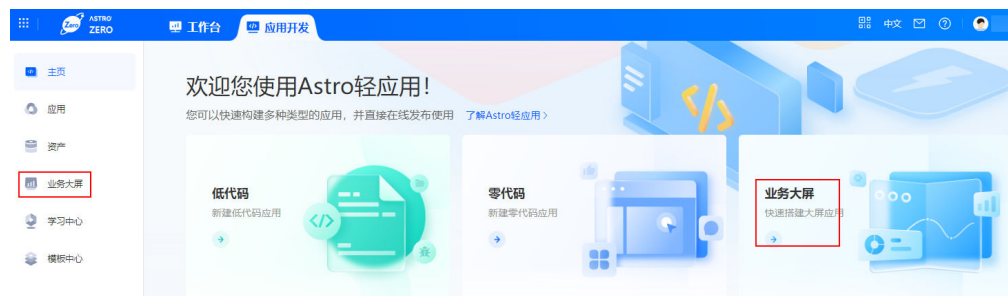 Zero ASTRO ZERO 工作台 应用开发 中文
主页
应用
资产
业务大屏
学习中心
模板中心
欢迎您使用Astro轻应用!
您可以快速构建多种类型的应用，并直接在线发布使用 了解Astro轻应用>
低代码
新建低代码应用
零代码
新建零代码应用
业务大屏
快速搭建大屏应用